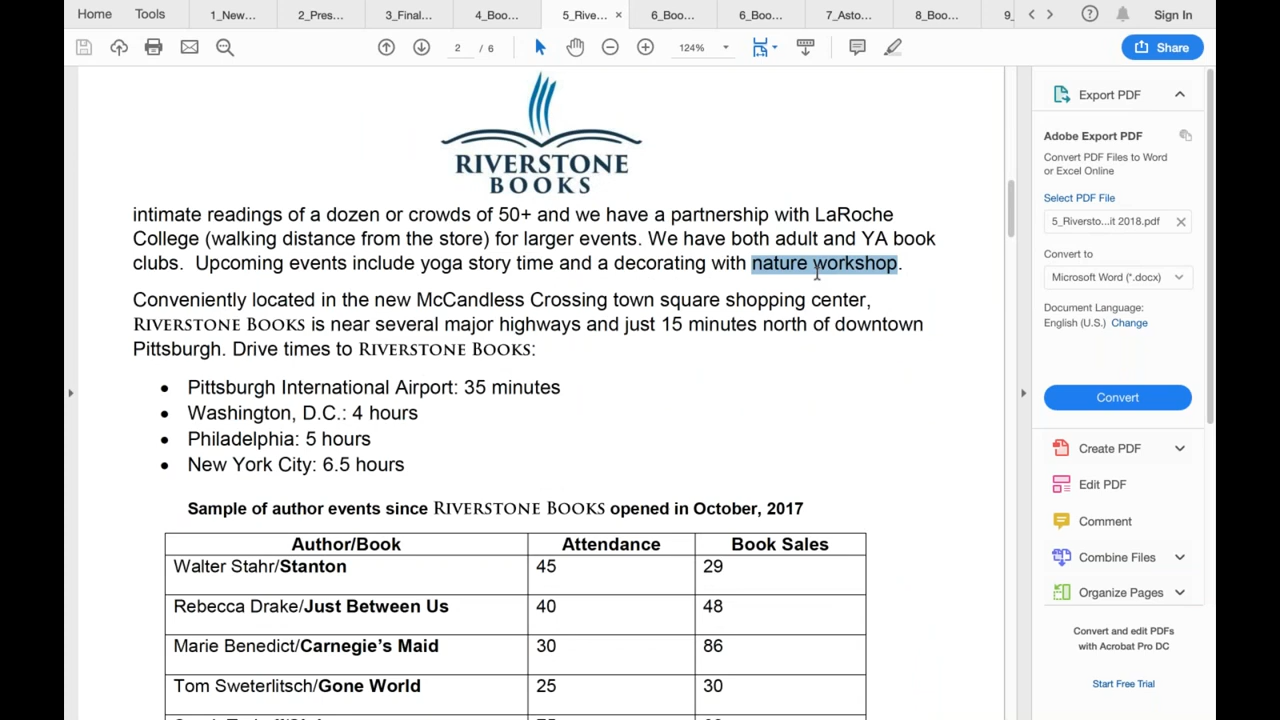 Home Tools 1_New... 2_Pres... 3_Final... 4_Boo... 5_Rive... × 6_Boo... 6_Boo... 7_Asto... 8_Boo... 9_ Sign In
2 / 6 124% Share
RIVERSTONE
BOOKS
intimate readings of a dozen or crowds of 50+ and we have a partnership with LaRoche
College (walking distance from the store) for larger events. We have both adult and YA book
clubs. Upcoming events include yoga story time and a decorating with nature workshop.
Conveniently located in the new McCandless Crossing town square shopping center,
RIVERSTONE BOOKS is near several major highways and just 15 minutes north of downtown
Pittsburgh. Drive times to RIVERSTONE BOOKS:
• Pittsburgh International Airport: 35 minutes
• Washington, D.C.: 4 hours
• Philadelphia: 5 hours
• New York City: 6.5 hours
Sample of author events since RIVERSTONE BOOKS opened in October, 2017
Author/Book Attendance Book Sales
Walter Stahr/Stanton 45 29
Rebecca Drake/Just Between Us 40 48
Marie Benedict/Carnegie's Maid 30 86
Tom Sweterlitsch/Gone World 25 30
Export PDF
Adobe Export PDF
Convert PDF Files to Word
or Excel Online
Select PDF File
5_Riversto...it 2018.pdf
Convert to
Microsoft Word (*.docx)
Document Language:
English (U.S.) Change
Convert
Create PDF
Edit PDF
Comment
Combine Files
Organize Pages
Convert and edit PDFs
with Acrobat Pro DC
Start Free Trial